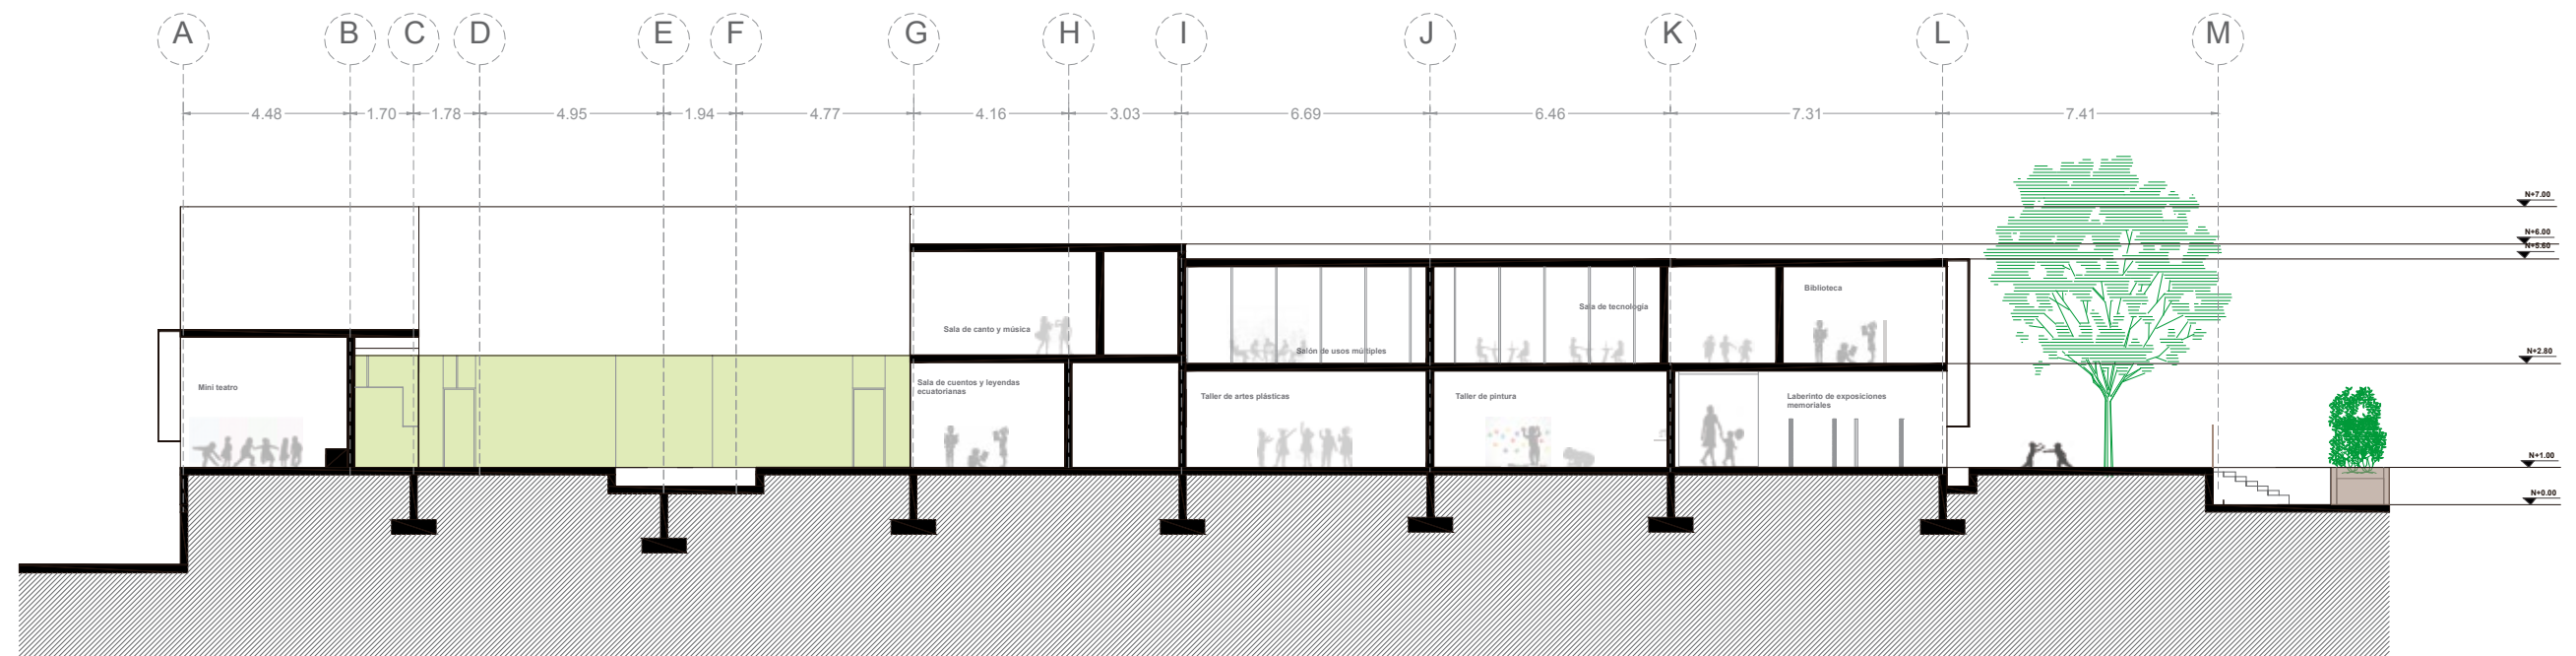 A B C D E F G H I J K L M
4.48 1.70 1.78 4.95 1.94 4.77 4.16 3.03 6.69 6.46 7.31 7.41
N+7.00
N+6.00
N+5.60
Biblioteca
Sala de tecnología
Sala de canto y música
Salón de usos múltiples
N+2.80
Mini teatro
Sala de cuentos y leyendas
ecuatorianas
Taller de artes plásticas
Taller de pintura
Laberinto de exposiciones
memoriales
N+1.00
N+0.00